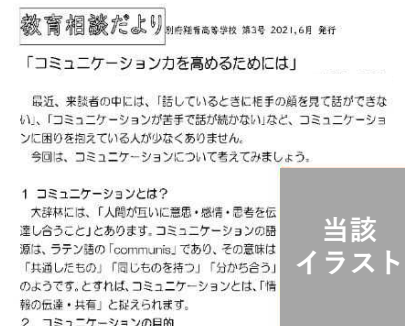 教育相談だより 別府翔青高等学校 第3号 2021,6月 発行
「コミュニケーション力を高めるためには」
最近、来談者の中には、「話しているときに相手の顔を見て話ができな
い」、「コミュニケーションが苦手で話が続かない」など、コミュニケーショ
ンに困りを抱えている人が少なくありません。
今回は、コミュニケーションについて考えてみましょう。
1 コミュニケーションとは?
大辞林には、「人間が互いに意思・感情・思考を伝
達し合うこと」とあります。コミュニケーションの語
源は、ラテン語の「communis」であり、その意味は
「共通したもの」「同じものを持つ」「分かち合う」
のようです。とすれば、コミュニケーションとは、「情
報の伝達・共有」と捉えられます。
2 コミュニケーションの目的
当該
イラスト